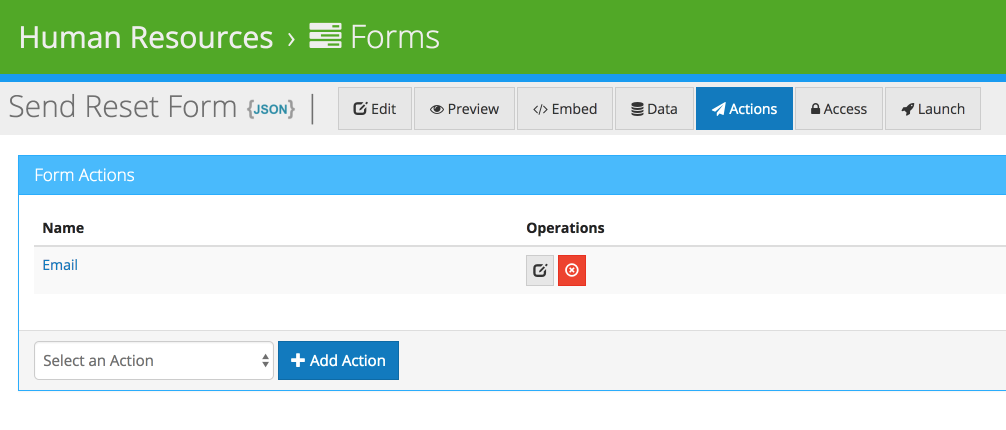 Human Resources › Forms
Send Reset Form {JSON} | Edit Preview </> Embed Data Actions Access Launch
Form Actions
Name Operations
Email
Select an Action Add Action